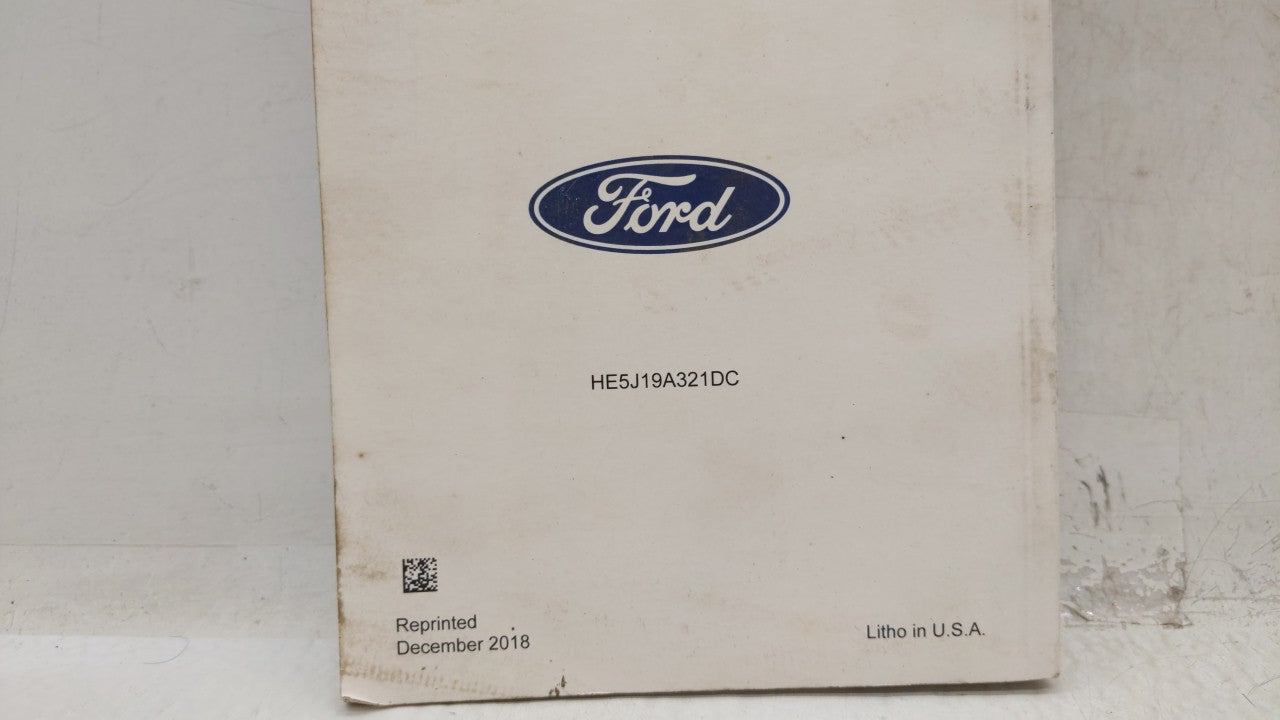 Ford
HE5J19A321DC
Reprinted
December 2018
Litho in U.S.A.